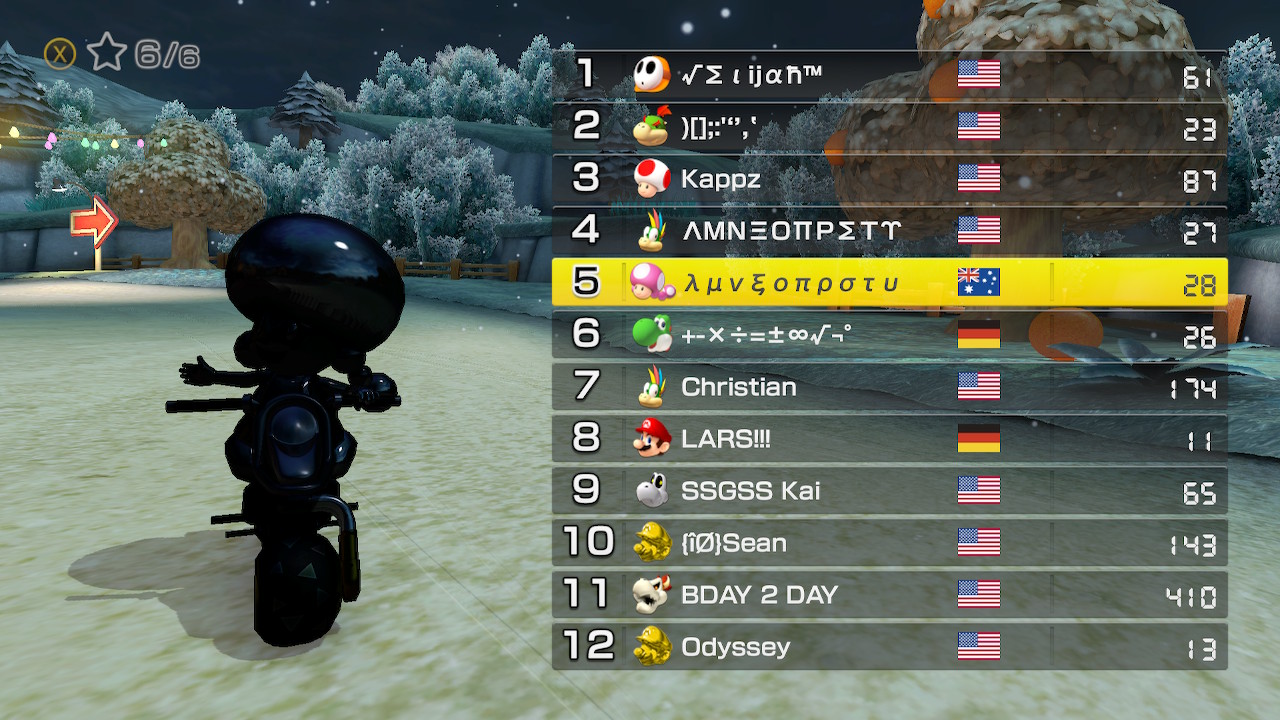 X ☆ 6/6
1 √Σιijαħ™ 61
2 )[];:“”‚‛ 23
3 Kappz 87
4 ΛΜΝΞΟΠΡΣΤΥ 27
5 λμνξοπρστυ 28
6 +-×÷=±∞√¬° 26
7 Christian 174
8 LARS!!! 11
9 SSGSS Kai 65
10 {îØ}Sean 143
11 BDAY 2 DAY 410
12 Odyssey 13